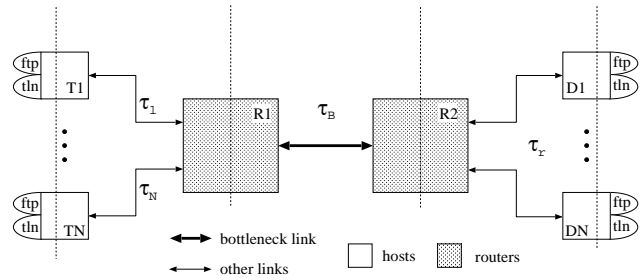 ftp
tln
T1
τ1
R1
τB
R2
D1
ftp
tln
τr
τN
ftp
tln
TN
DN
ftp
tln
bottleneck link
other links
hosts
routers